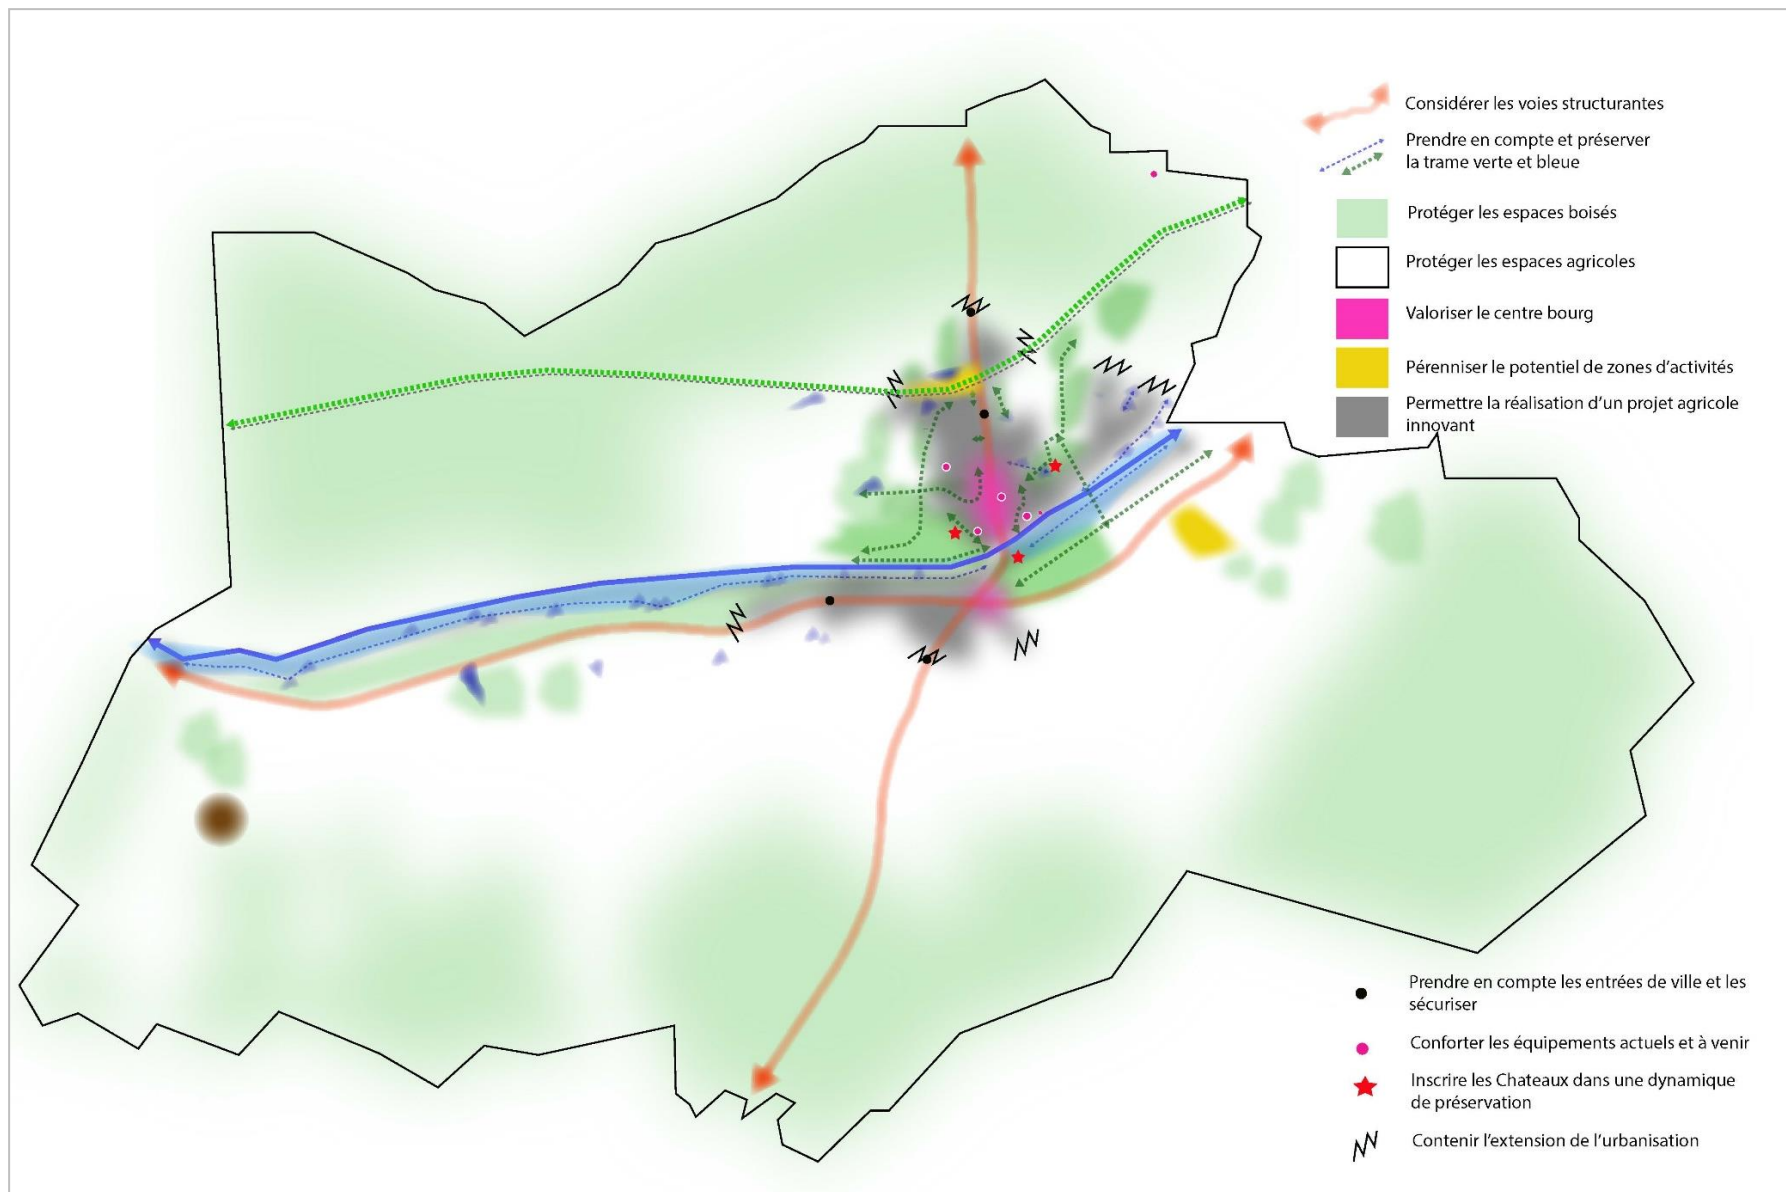 Considérer les voies structurantes
Prendre en compte et préserver
la trame verte et bleue
Protéger les espaces boisés
Protéger les espaces agricoles
Valoriser le centre bourg
Pérenniser le potentiel de zones d'activités
Permettre la réalisation d'un projet agricole
innovant
Prendre en compte les entrées de ville et les
sécuriser
Conforter les équipements actuels et à venir
Inscrire les Chateaux dans une dynamique
de préservation
Contenir l'extension de l'urbanisation